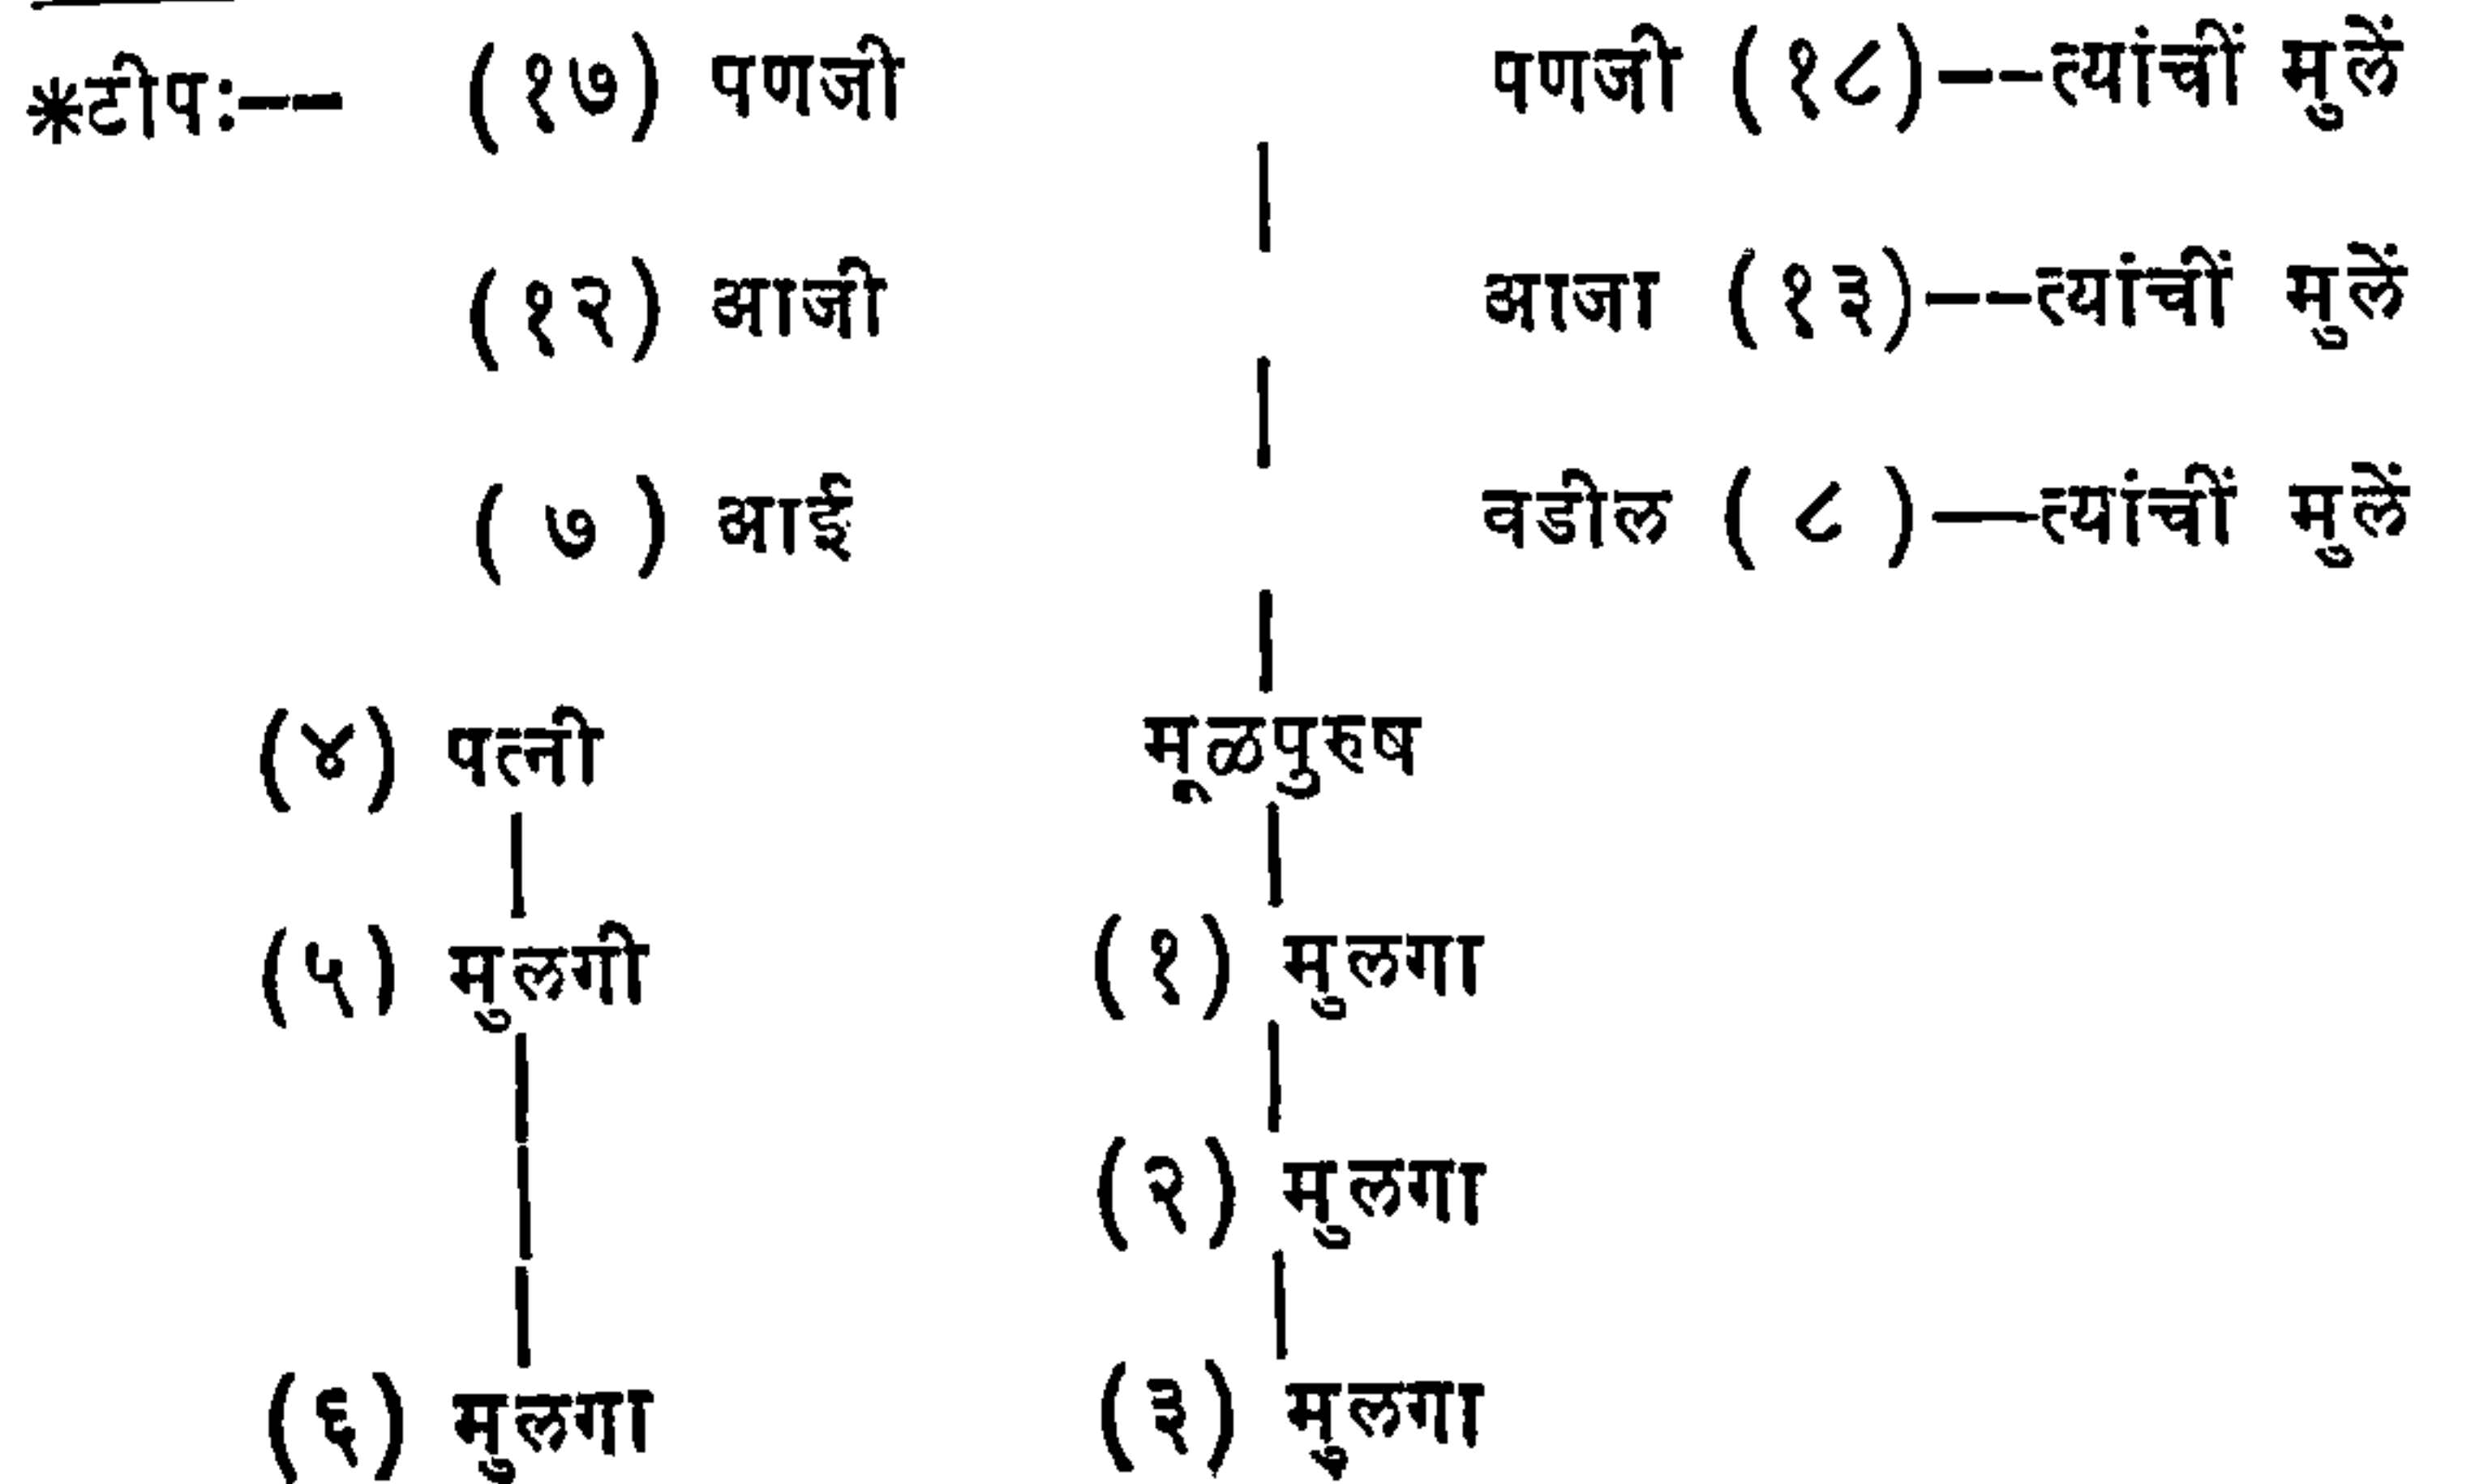 *टीपः-- (१७) पणजी पणजी (१८)--त्यांचीं मुलें
(१२) आजी आजा (१३)--त्यांचीं मुलें
( ७ ) आई वडील ( ८ )--त्यांचीं मुलें
(४) पत्नी मूळपुरुष
(५) मुलगी (१) मुलगा
(२) मुलगा
(६) मुलगा (३) मुलगा